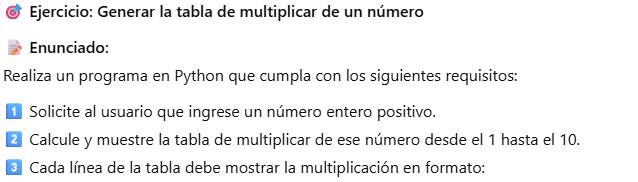 🎯 Ejercicio: Generar la tabla de multiplicar de un número
📝 Enunciado:
Realiza un programa en Python que cumpla con los siguientes requisitos:
1️⃣ Solicite al usuario que ingrese un número entero positivo.
2️⃣ Calcule y muestre la tabla de multiplicar de ese número desde el 1 hasta el 10.
3️⃣ Cada línea de la tabla debe mostrar la multiplicación en formato: